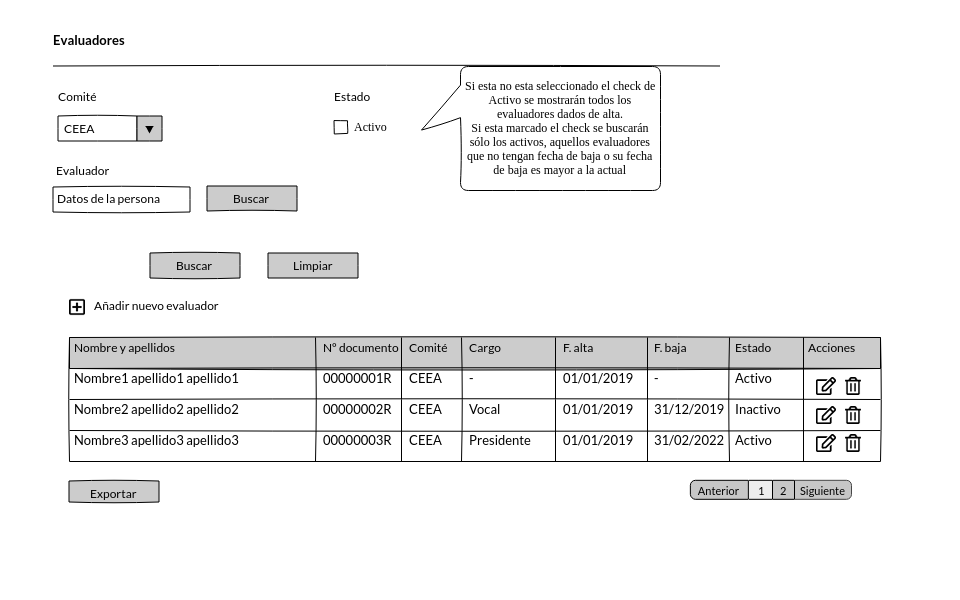 Evaluadores
Comité
Estado
CEEA
Activo
Si esta no esta seleccionado el check de
Activo se mostrarán todos los
evaluadores dados de alta.
Si esta marcado el check se buscarán
sólo los activos, aquellos evaluadores
que no tengan fecha de baja o su fecha
de baja es mayor a la actual
Evaluador
Datos de la persona
Buscar
Buscar
Limpiar
Añadir nuevo evaluador
Nombre y apellidos Nº documento Comité Cargo F. alta F. baja Estado Acciones
Nombre1 apellido1 apellido1 00000001R CEEA - 01/01/2019 - Activo
Nombre2 apellido2 apellido2 00000002R CEEA Vocal 01/01/2019 31/12/2019 Inactivo
Nombre3 apellido3 apellido3 00000003R CEEA Presidente 01/01/2019 31/02/2022 Activo
Exportar
Anterior 1 2 Siguiente